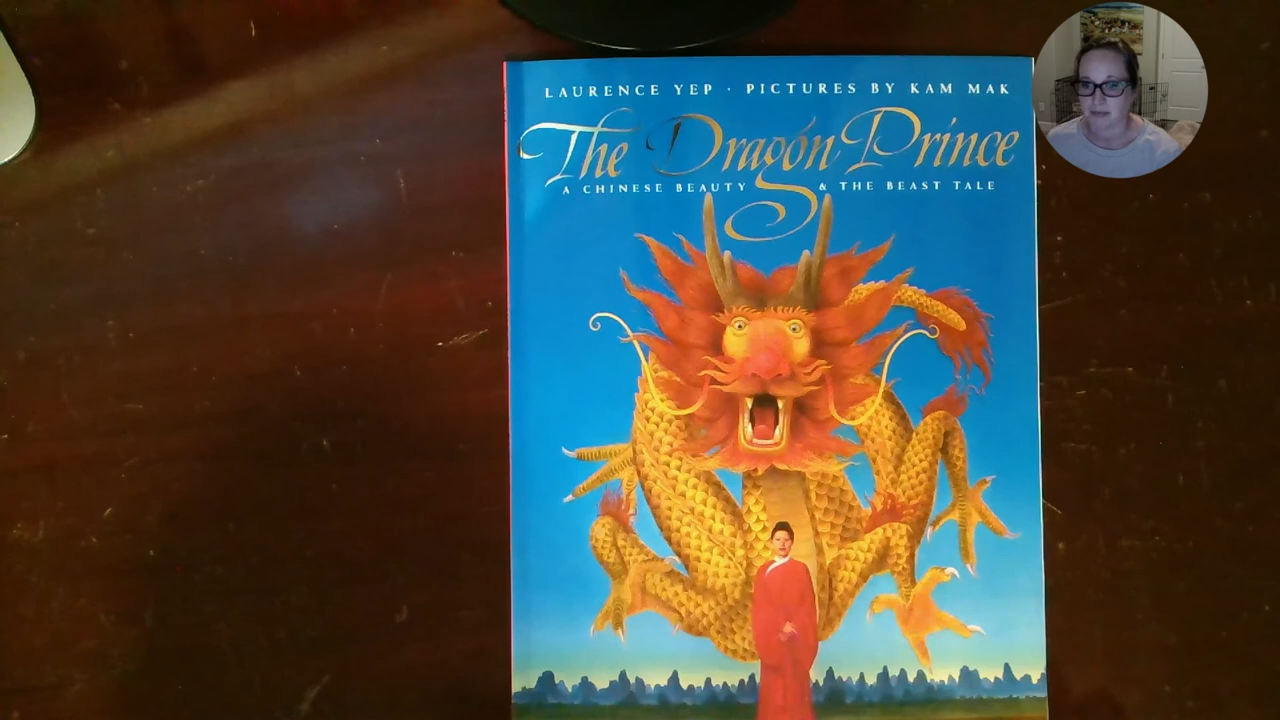 LAURENCE YEP · PICTURES BY KAM MAK
The Dragon Prince
A CHINESE BEAUTY & THE BEAST TALE